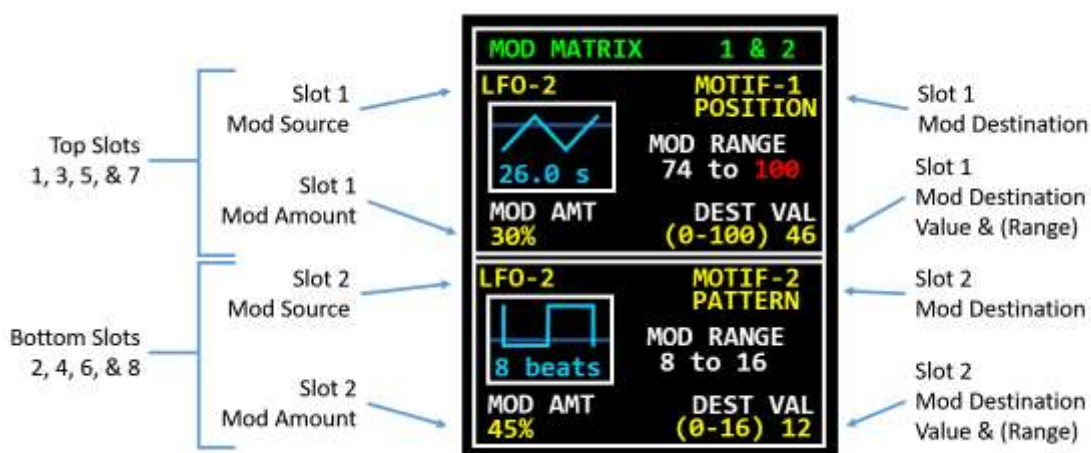 MOD MATRIX 1 & 2
Top Slots
1, 3, 5, & 7
Slot 1
Mod Source
LFO-2
MOTIF-1
POSITION
Slot 1
Mod Destination
26.0 s
MOD RANGE
74 to 100
Slot 1
Mod Amount
MOD AMT
30%
DEST VAL
(0-100) 46
Slot 1
Mod Destination
Value & (Range)
Bottom Slots
2, 4, 6, & 8
Slot 2
Mod Source
LFO-2
MOTIF-2
PATTERN
Slot 2
Mod Destination
8 beats
MOD RANGE
8 to 16
Slot 2
Mod Amount
MOD AMT
45%
DEST VAL
(0-16) 12
Slot 2
Mod Destination
Value & (Range)